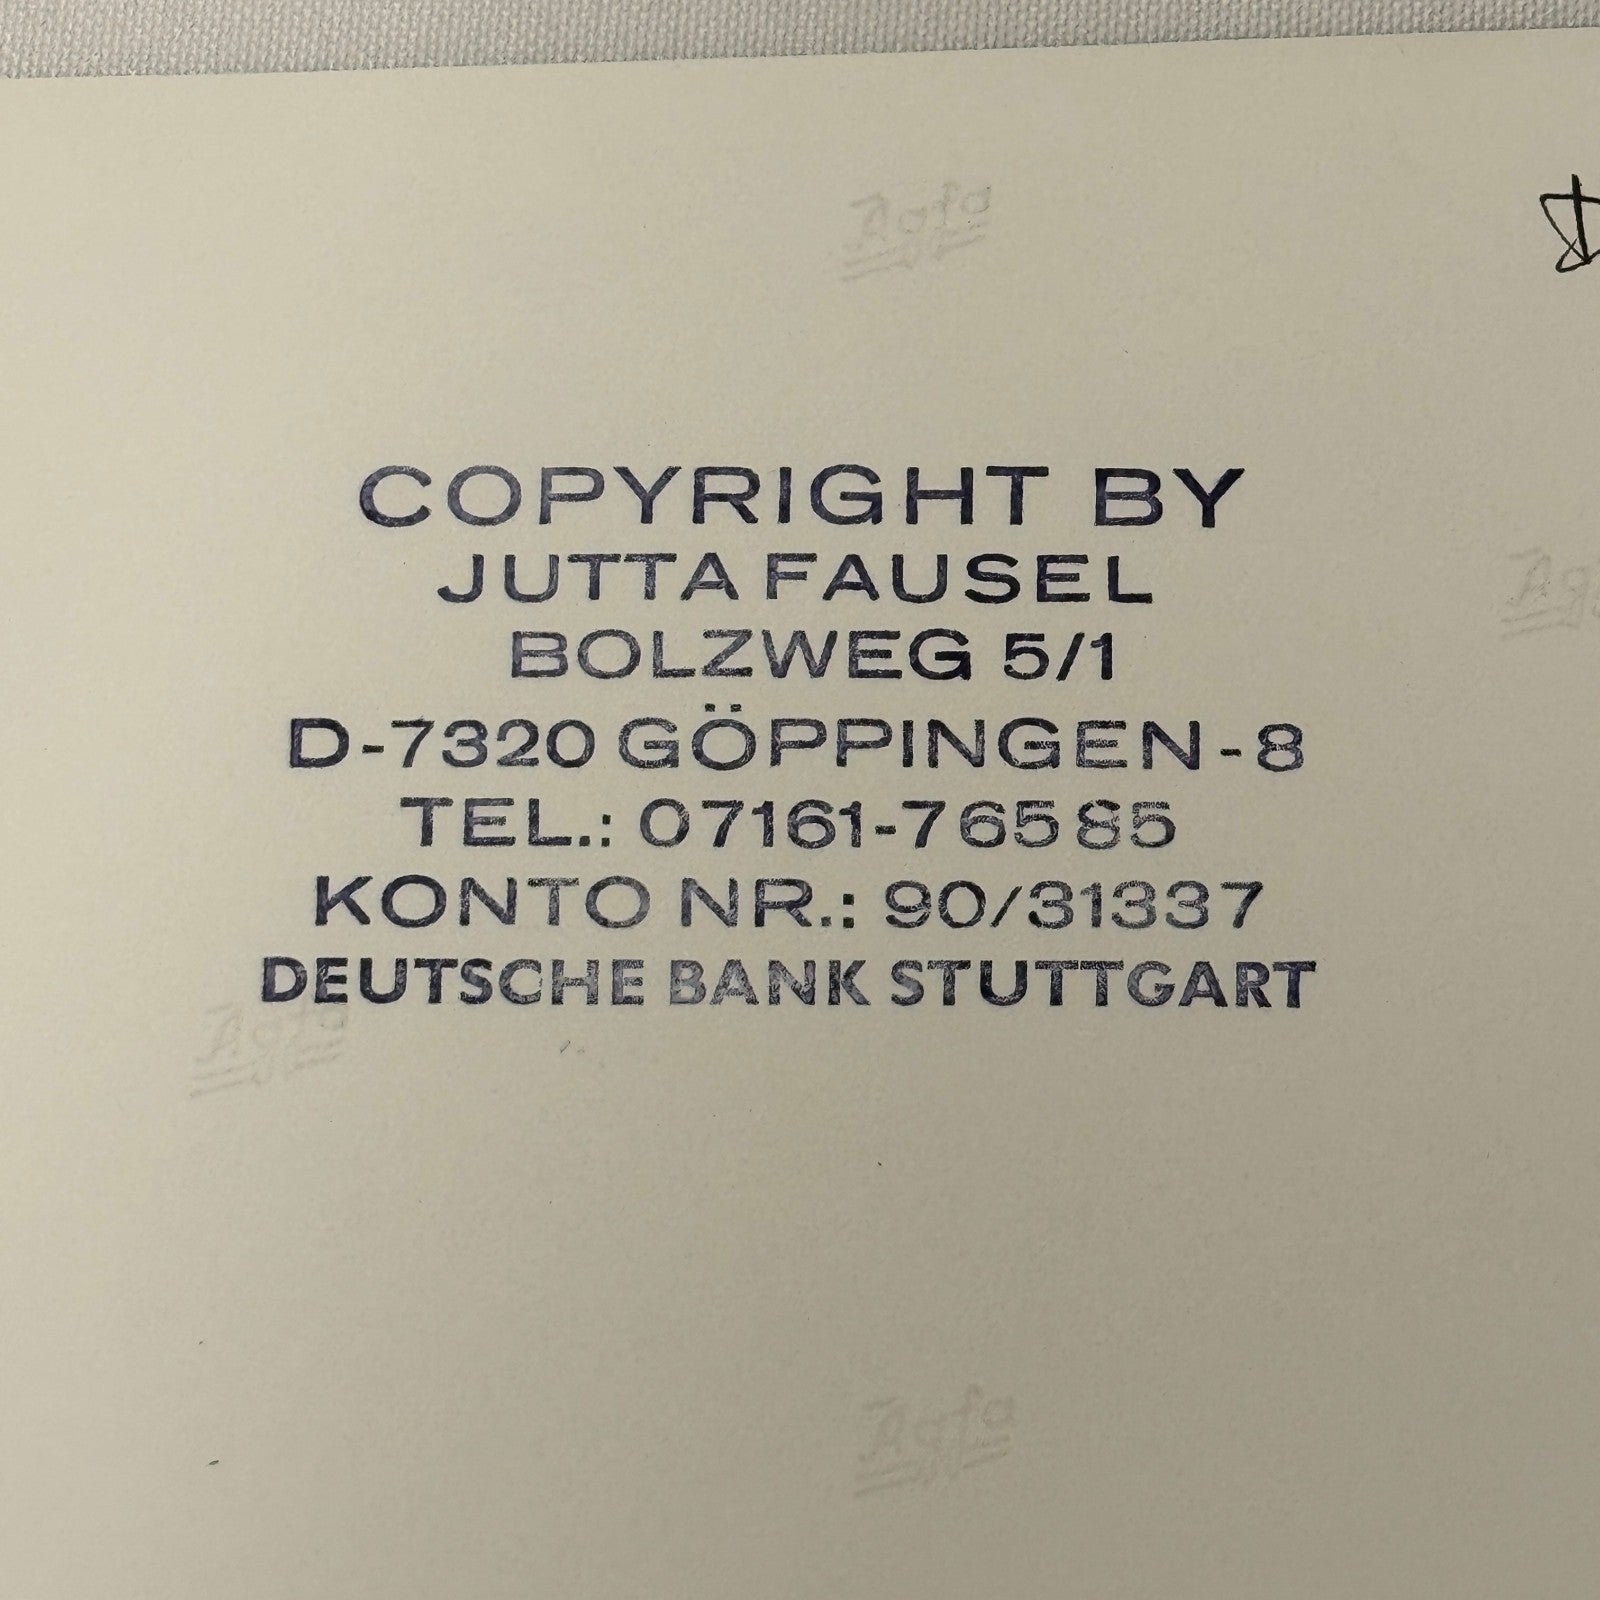 COPYRIGHT BY
JUTTA FAUSEL
BOLZWEG 5/1
D-7320 GÖPPINGEN-8
TEL.: 07161-76585
KONTO NR.: 90/31337
DEUTSCHE BANK STUTTGART